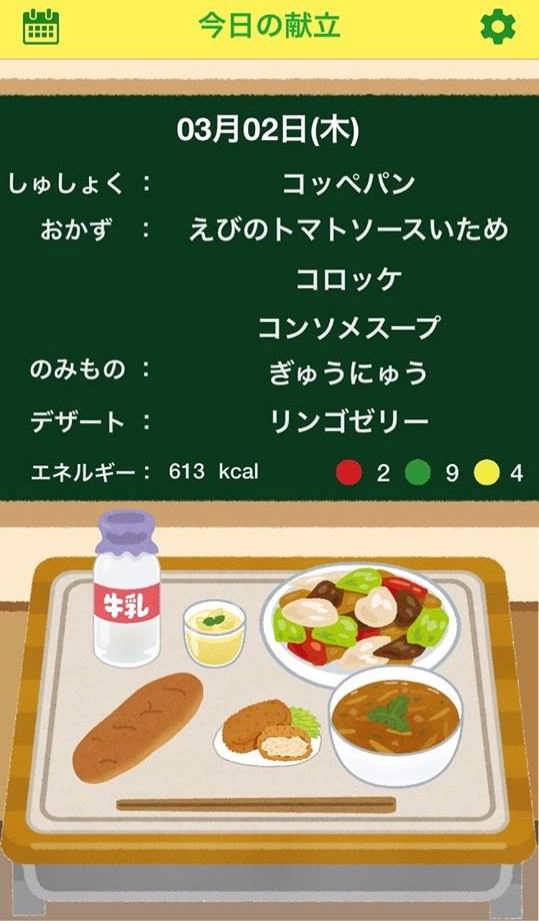 今日の献立
03月02日(木)
しゅしょく : コッペパン
おかず : えびのトマトソースいため
コロッケ
コンソメスープ
のみもの : ぎゅうにゅう
デザート : リンゴゼリー
エネルギー: 613 kcal 2 9 4
牛乳